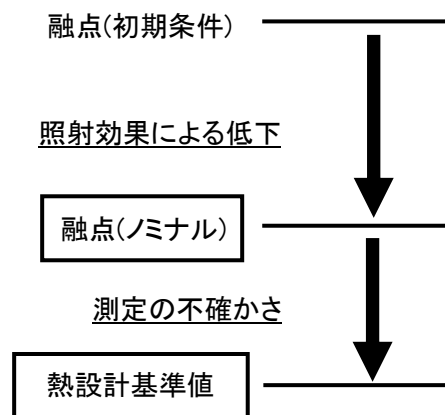 融点(初期条件)
照射効果による低下
融点(ノミナル)
測定の不確かさ
熱設計基準値